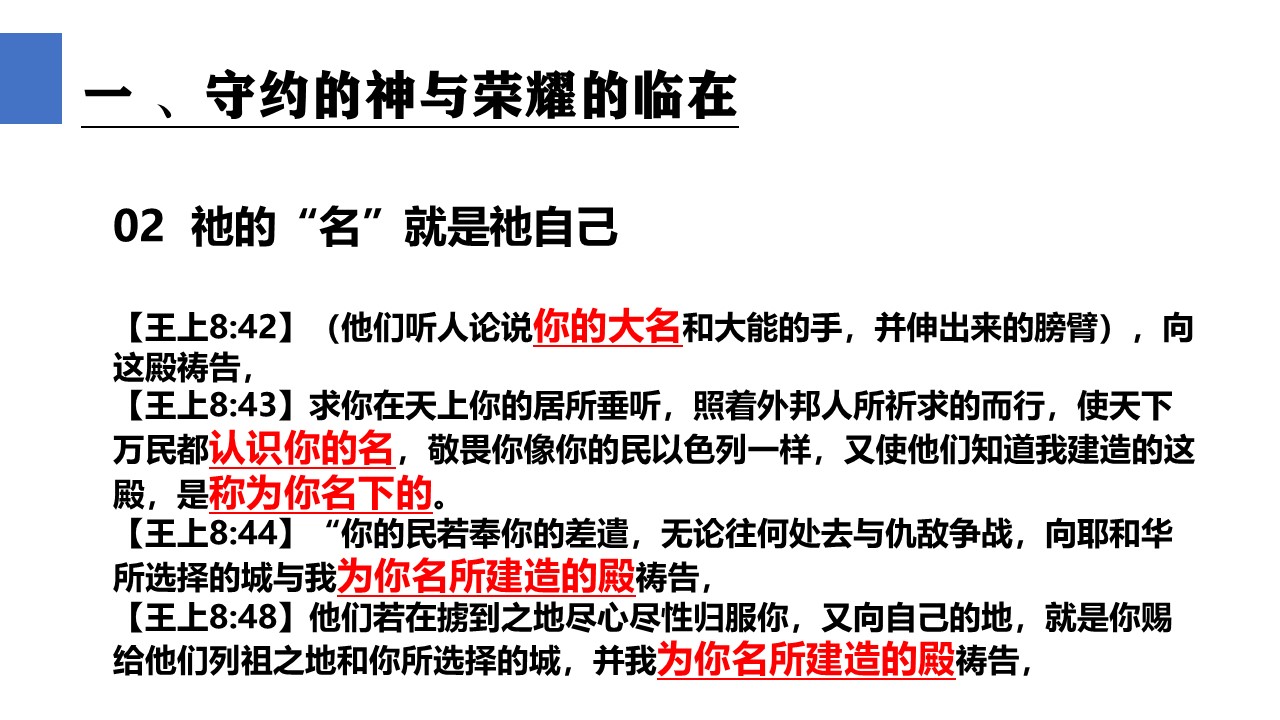 一 、守约的神与荣耀的临在
02 祂的“名”就是祂自己
【王上8:42】（他们听人论说你的大名和大能的手，并伸出来的膀臂），向
这殿祷告，
【王上8:43】求你在天上你的居所垂听，照着外邦人所祈求的而行，使天下
万民都认识你的名，敬畏你像你的民以色列一样，又使他们知道我建造的这
殿，是称为你名下的。
【王上8:44】“你的民若奉你的差遣，无论往何处去与仇敌争战，向耶和华
所选择的城与我为你名所建造的殿祷告，
【王上8:48】他们若在掳到之地尽心尽性归服你，又向自己的地，就是你赐
给他们列祖之地和你所选择的城，并我为你名所建造的殿祷告，